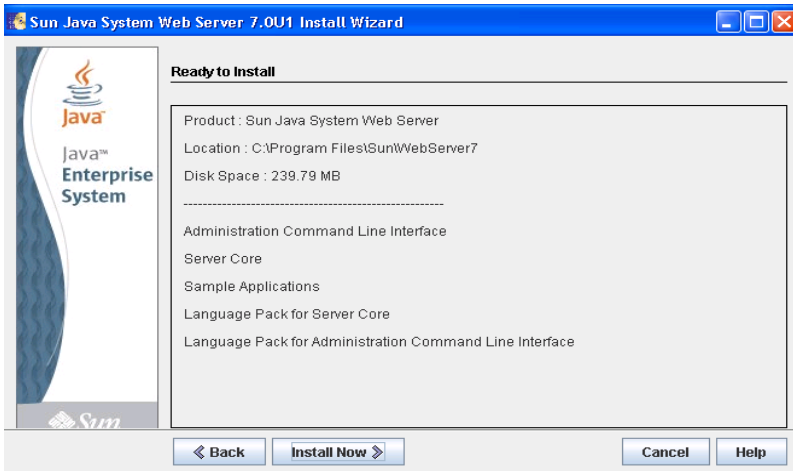 Sun Java System Web Server 7.0U1 Install Wizard
Java™
Java™
Enterprise
System
Sun
Ready to Install
Product : Sun Java System Web Server
Location : C:\Program Files\Sun\WebServer7
Disk Space : 239.79 MB
------------------------------------------------------
Administration Command Line Interface
Server Core
Sample Applications
Language Pack for Server Core
Language Pack for Administration Command Line Interface
Back
Install Now
Cancel
Help